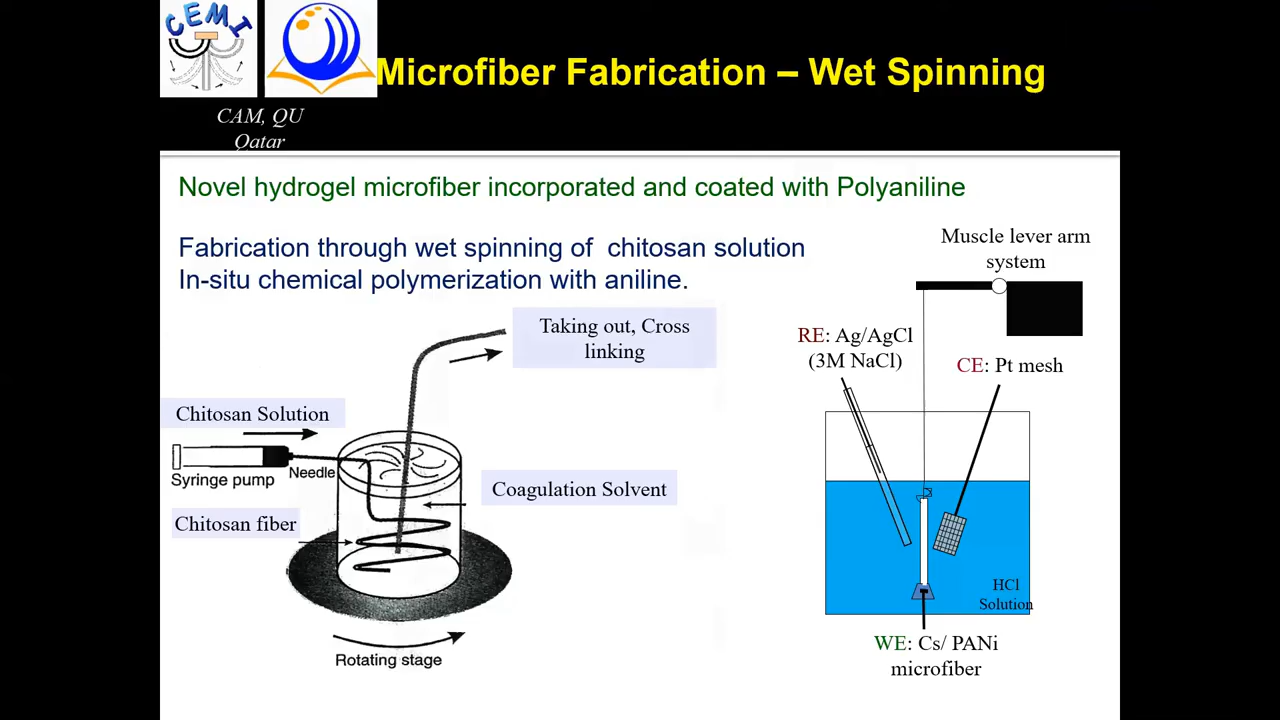 CEMI
Microfiber Fabrication – Wet Spinning
CAM, QU
Qatar
Novel hydrogel microfiber incorporated and coated with Polyaniline
Fabrication through wet spinning of chitosan solution
In-situ chemical polymerization with aniline.
Taking out, Cross
linking
Chitosan Solution
Syringe pump
Needle
Coagulation Solvent
Chitosan fiber
Rotating stage
Muscle lever arm
system
RE: Ag/AgCl
(3M NaCl)
CE: Pt mesh
HCl
Solution
WE: Cs/ PANi
microfiber